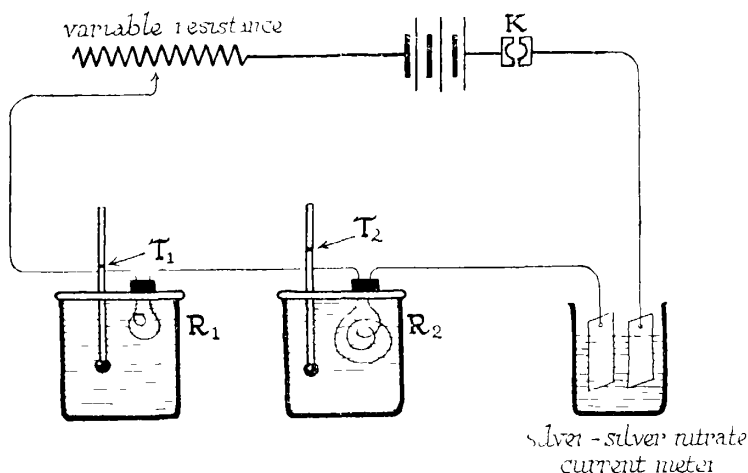 variable resistance
K
T₁
T₂
R₁
R₂
silver - silver nitrate
current meter